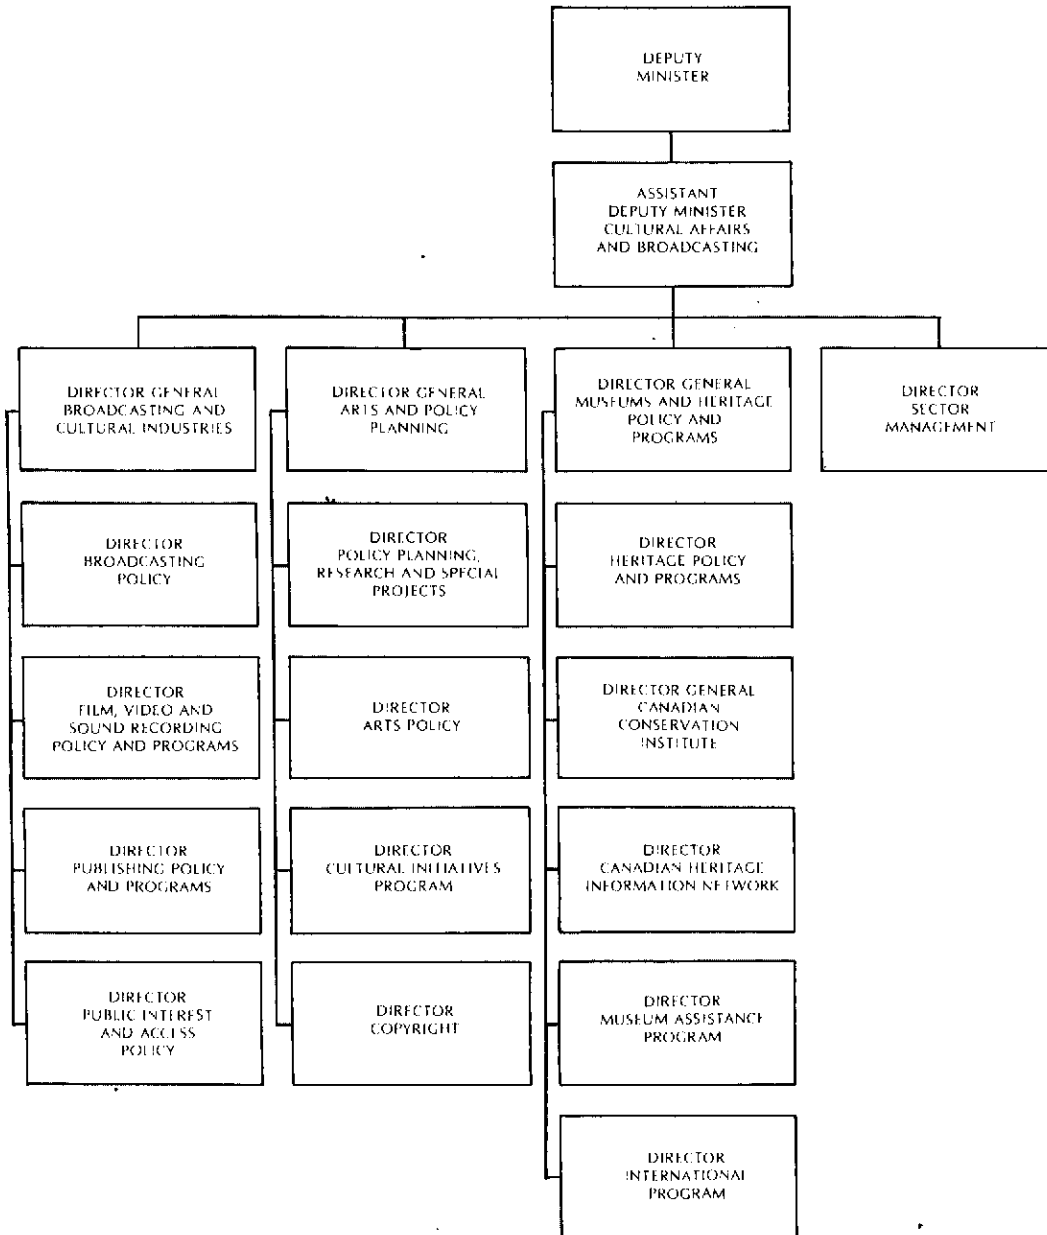 DEPUTY
MINISTER
ASSISTANT
DEPUTY MINISTER
CULTURAL AFFAIRS
AND BROADCASTING
DIRECTOR GENERAL
BROADCASTING AND
CULTURAL INDUSTRIES
DIRECTOR GENERAL
ARTS AND POLICY
PLANNING
DIRECTOR GENERAL
MUSEUMS AND HERITAGE
POLICY AND
PROGRAMS
DIRECTOR
SECTOR
MANAGEMENT
DIRECTOR
BROADCASTING
POLICY
DIRECTOR
POLICY PLANNING,
RESEARCH AND SPECIAL
PROJECTS
DIRECTOR
HERITAGE POLICY
AND PROGRAMS
DIRECTOR
FILM, VIDEO AND
SOUND RECORDING
POLICY AND PROGRAMS
DIRECTOR
ARTS POLICY
DIRECTOR GENERAL
CANADIAN
CONSERVATION
INSTITUTE
DIRECTOR
PUBLISHING POLICY
AND PROGRAMS
DIRECTOR
CULTURAL INITIATIVES
PROGRAM
DIRECTOR
CANADIAN HERITAGE
INFORMATION NETWORK
DIRECTOR
PUBLIC INTEREST
AND ACCESS
POLICY
DIRECTOR
COPYRIGHT
DIRECTOR
MUSEUM ASSISTANCE
PROGRAM
DIRECTOR
INTERNATIONAL
PROGRAM